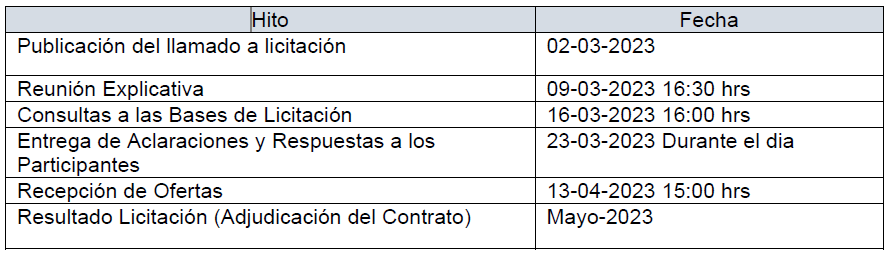 Hito Fecha
Publicación del llamado a licitación 02-03-2023
Reunión Explicativa 09-03-2023 16:30 hrs
Consultas a las Bases de Licitación 16-03-2023 16:00 hrs
Entrega de Aclaraciones y Respuestas a los 23-03-2023 Durante el dia
Participantes
Recepción de Ofertas 13-04-2023 15:00 hrs
Resultado Licitación (Adjudicación del Contrato) Mayo-2023